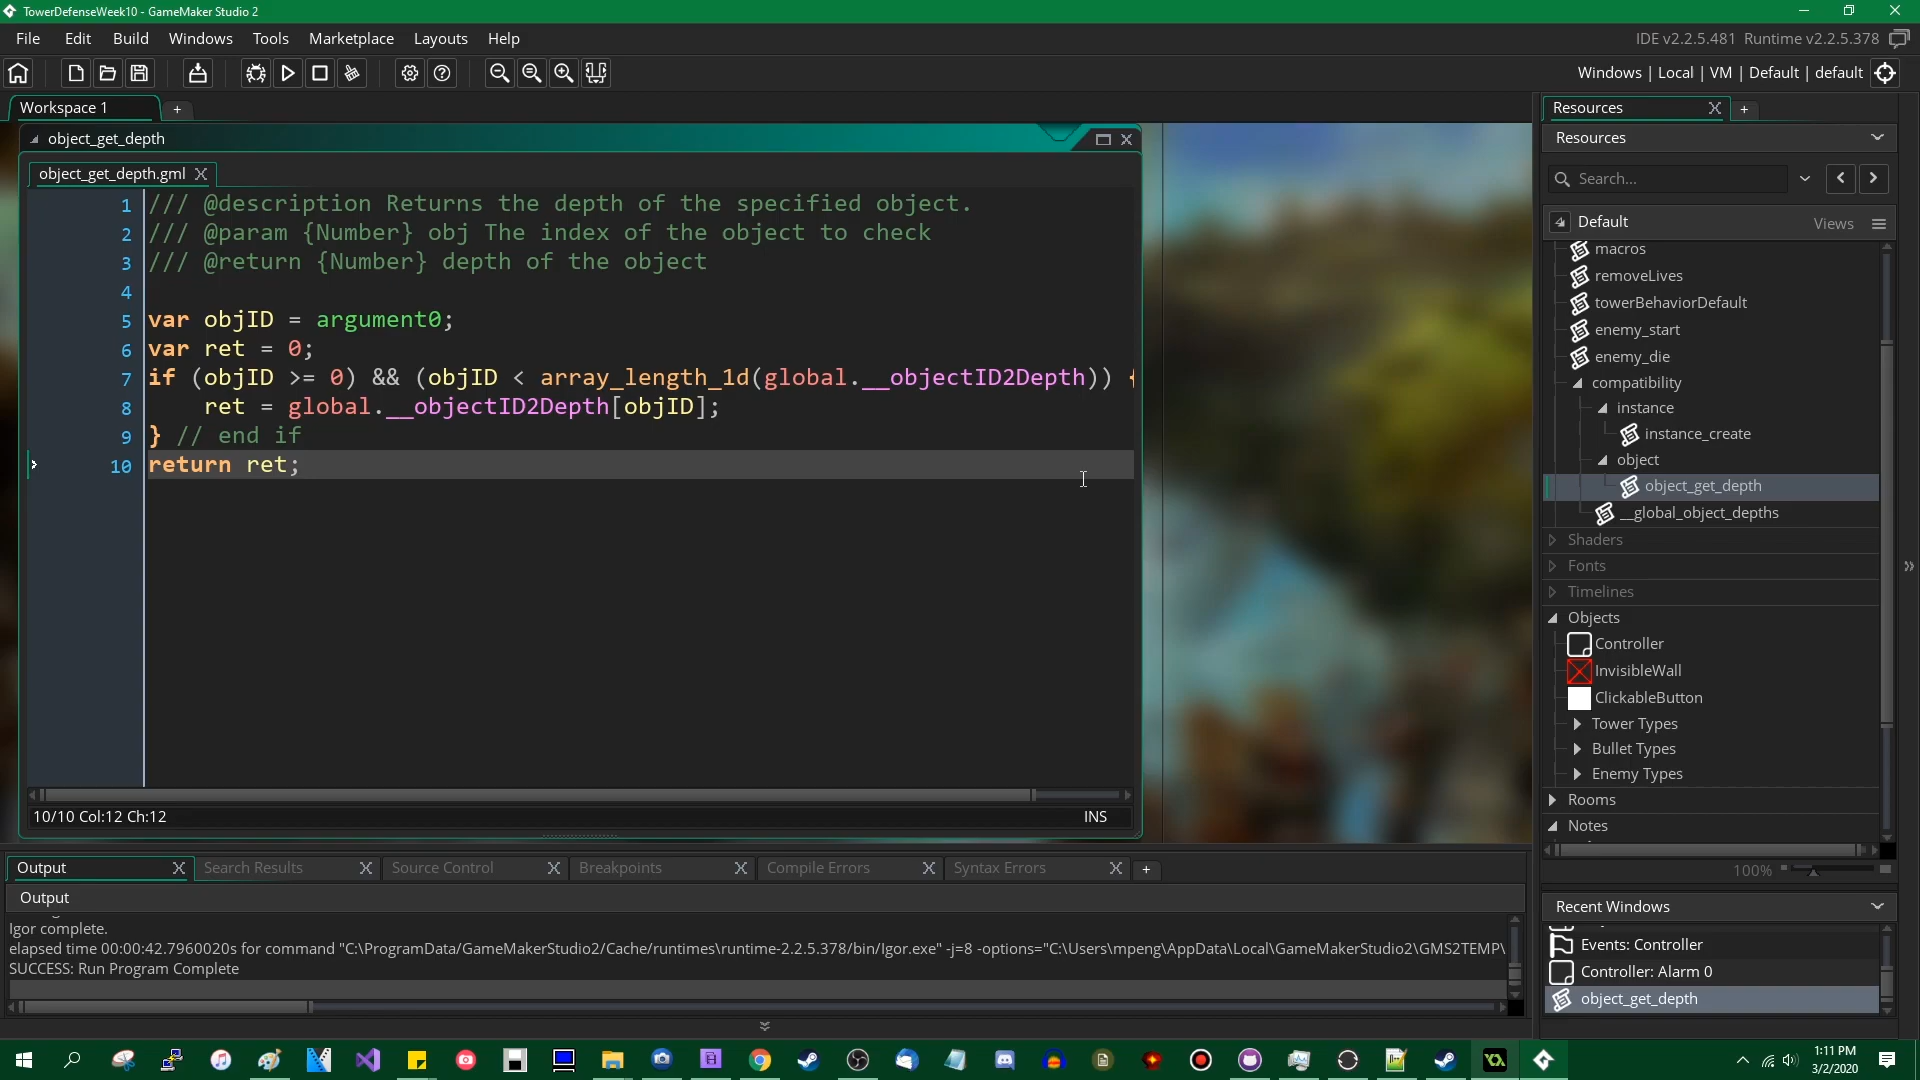 TowerDefenseWeek10 - GameMaker Studio 2
File Edit Build Windows Tools Marketplace Layouts Help
IDE v2.2.5.481 Runtime v2.2.5.378
Windows | Local | VM | Default | default
Workspace 1
object_get_depth
object_get_depth.gml
1 /// @description Returns the depth of the specified object.
2 /// @param {Number} obj The index of the object to check
3 /// @return {Number} depth of the object
4
5 var objID = argument0;
6 var ret = 0;
7 if (objID >= 0) && (objID < array_length_1d(global.__objectID2Depth)) {
8 ret = global.__objectID2Depth[objID];
9 } // end if
10 return ret;
10/10 Col:12 Ch:12
INS
Output Search Results Source Control Breakpoints Compile Errors Syntax Errors
Output
Igor complete.
elapsed time 00:00:42.7960020s for command "C:\ProgramData/GameMakerStudio2/Cache/runtimes\runtime-2.2.5.378/bin/Igor.exe" -j=8 -options="C:\Users\mpeng\AppData\Local\GameMakerStudio2\GMS2TEMP\
SUCCESS: Run Program Complete
Resources
Resources
Search...
Default
Views
macros
removeLives
towerBehaviorDefault
enemy_start
enemy_die
compatibility
instance
instance_create
object
object_get_depth
__global_object_depths
Shaders
Fonts
Timelines
Objects
Controller
InvisibleWall
ClickableButton
Tower Types
Bullet Types
Enemy Types
Rooms
Notes
100%
Recent Windows
Events: Controller
Controller: Alarm 0
object_get_depth
1:11 PM
3/2/2020